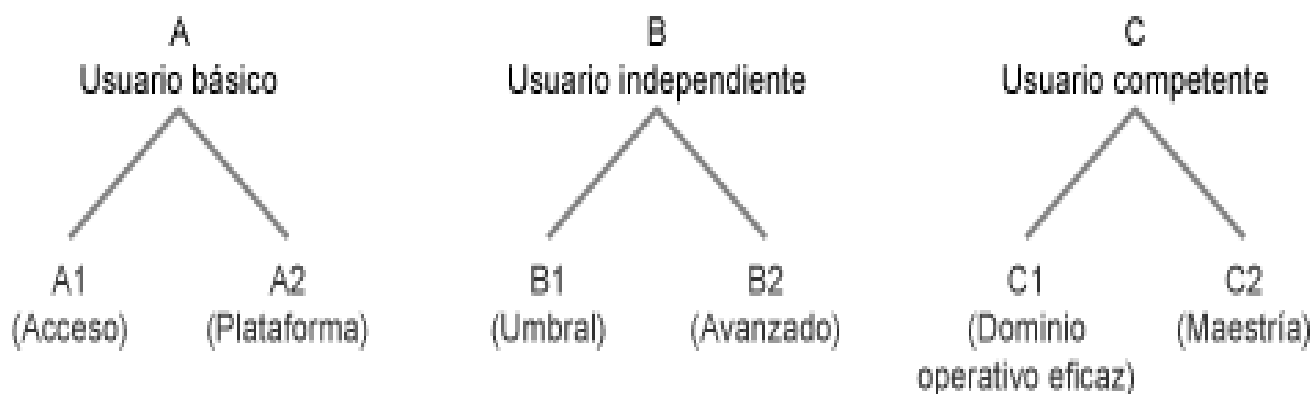 A
Usuario básico
B
Usuario independiente
C
Usuario competente
A1
(Acceso)
A2
(Plataforma)
B1
(Umbral)
B2
(Avanzado)
C1
(Dominio
operativo eficaz)
C2
(Maestría)